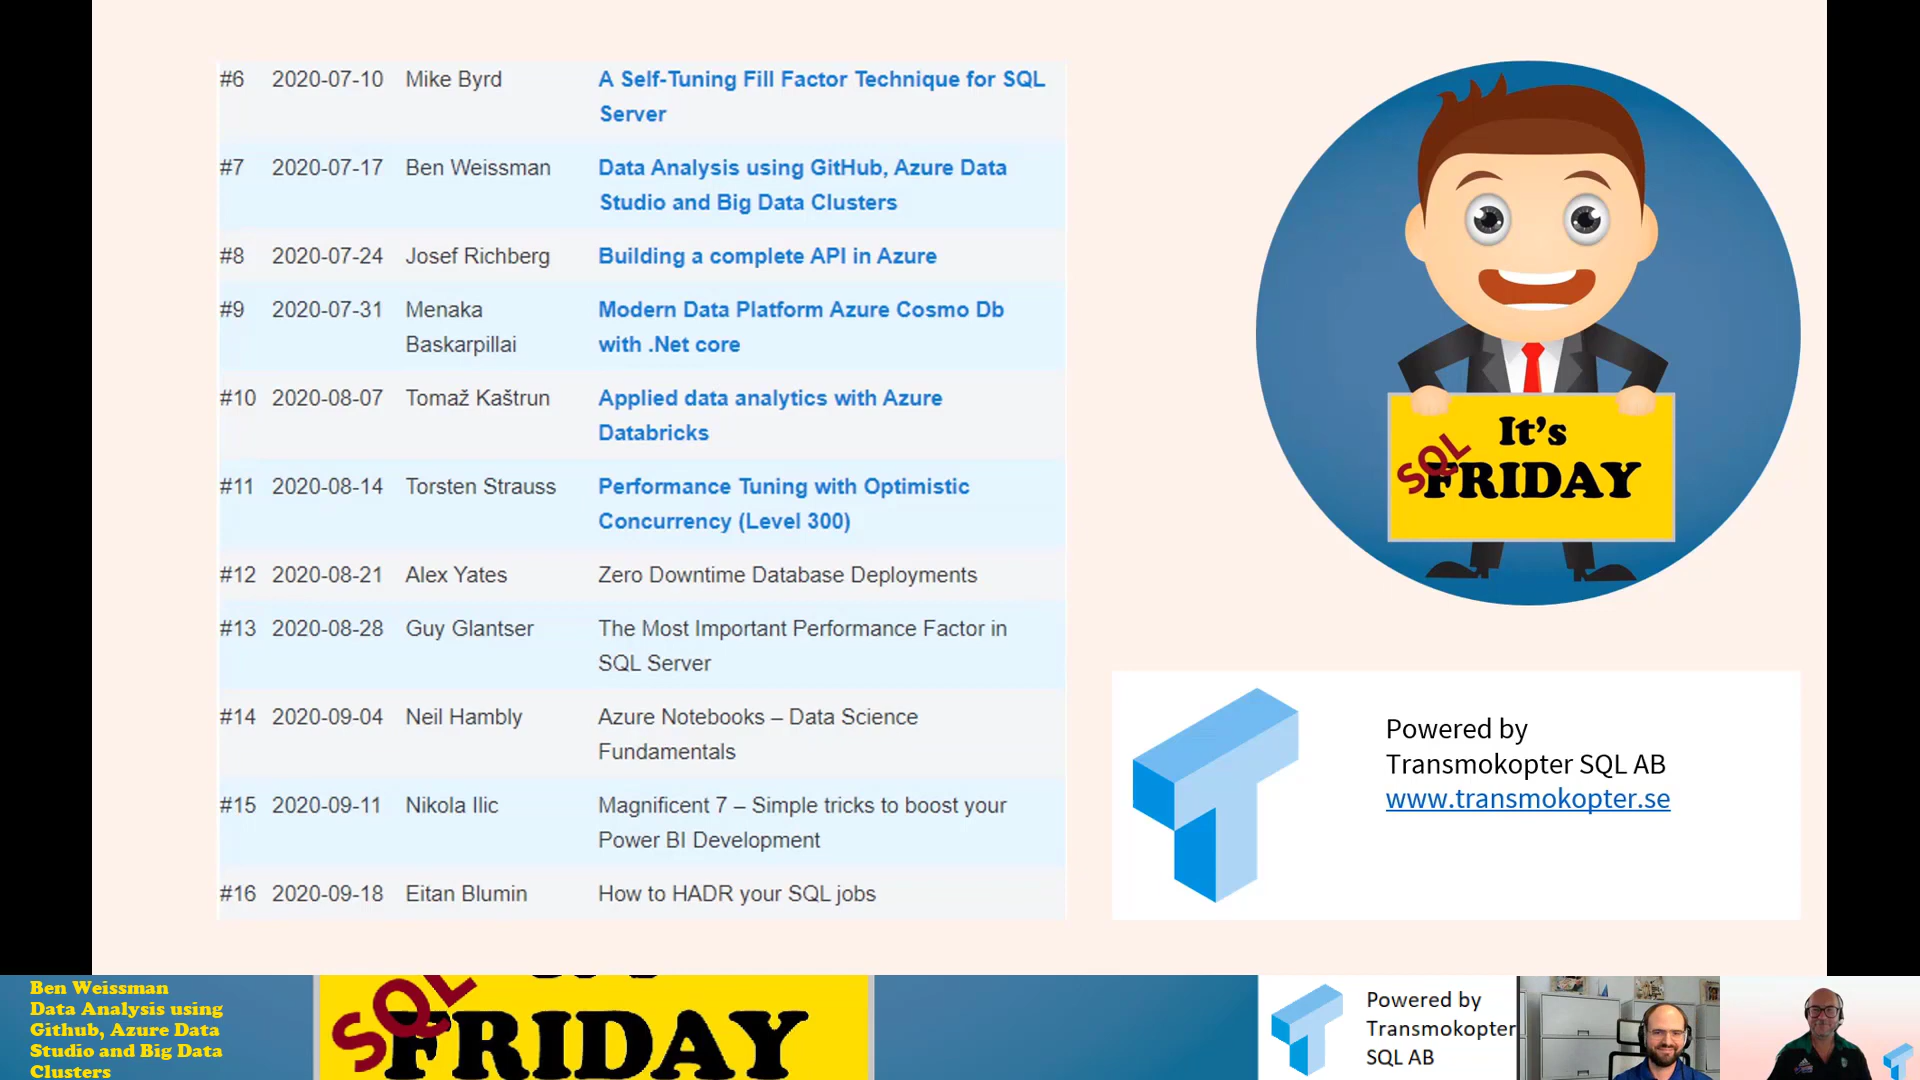 #6 2020-07-10 Mike Byrd A Self-Tuning Fill Factor Technique for SQL
Server
#7 2020-07-17 Ben Weissman Data Analysis using GitHub, Azure Data
Studio and Big Data Clusters
#8 2020-07-24 Josef Richberg Building a complete API in Azure
#9 2020-07-31 Menaka Modern Data Platform Azure Cosmo Db
Baskarpillai with .Net core
#10 2020-08-07 Tomaž Kaštrun Applied data analytics with Azure
Databricks
#11 2020-08-14 Torsten Strauss Performance Tuning with Optimistic
Concurrency (Level 300)
#12 2020-08-21 Alex Yates Zero Downtime Database Deployments
#13 2020-08-28 Guy Glantser The Most Important Performance Factor in
SQL Server
#14 2020-09-04 Neil Hambly Azure Notebooks – Data Science
Fundamentals
#15 2020-09-11 Nikola Ilic Magnificent 7 – Simple tricks to boost your
Power BI Development
#16 2020-09-18 Eitan Blumin How to HADR your SQL jobs
It's
SQL
FRIDAY
Powered by
Transmokopter SQL AB
www.transmokopter.se
Ben Weissman
Data Analysis using
Github, Azure Data
Studio and Big Data
Clusters
SQL
FRIDAY
Powered by
Transmokopter
SQL AB